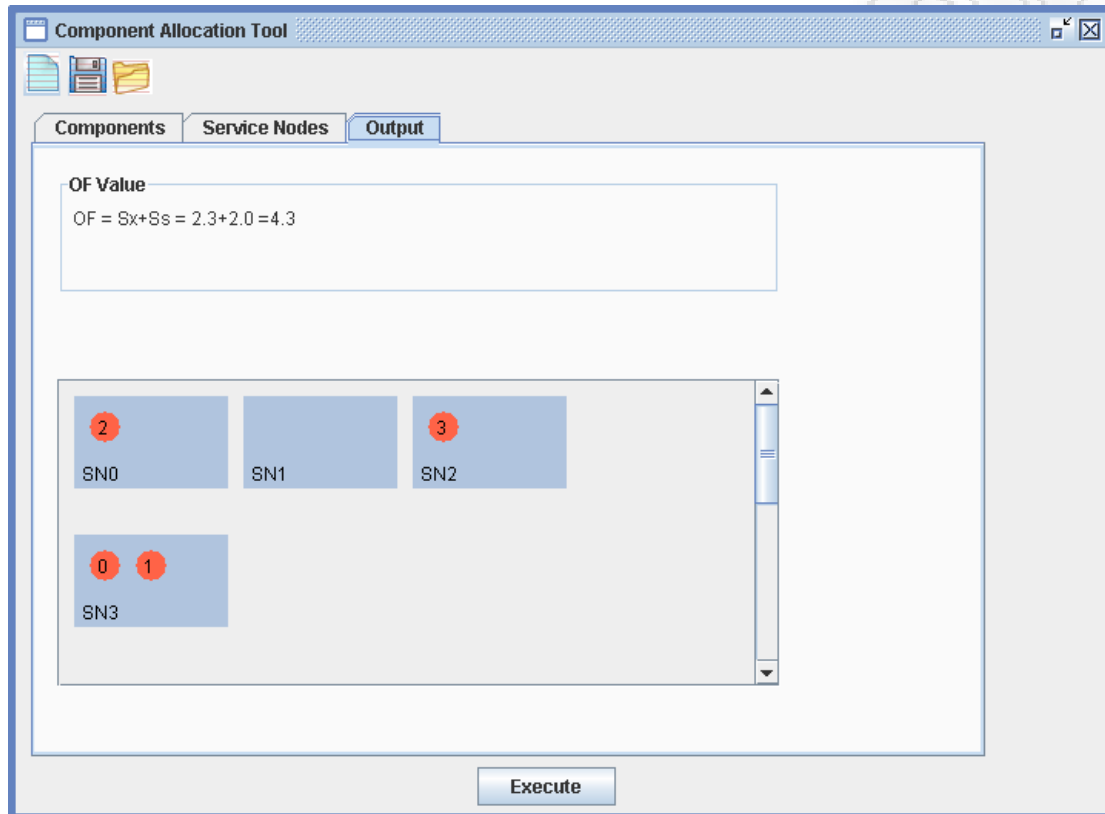 Component Allocation Tool
Components Service Nodes Output
OF Value
OF = Sx+Ss = 2.3+2.0 =4.3
2 3
SN0 SN1 SN2
0 1
SN3
Execute